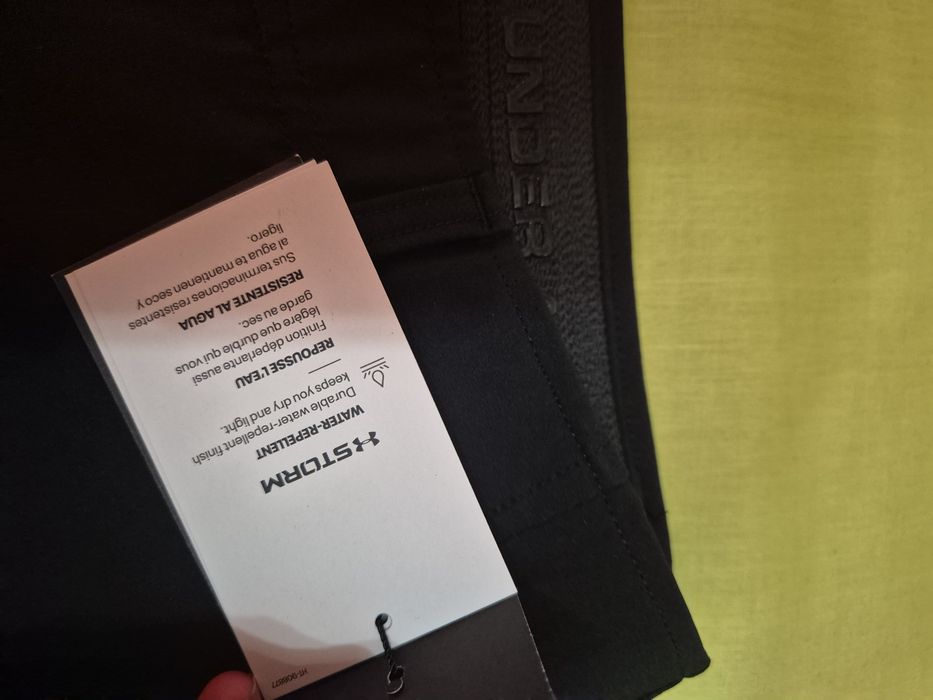 STORM
WATER-REPELLENT
Durable water-repellent finish
keeps you dry and light.
REPOUSSE L'EAU
Finition déperlante aussi
légère que durble qui vous
garde au sec.
RESISTENTE AL AGUA
Sus terminaciones resistentes
al agua te mantienen seco y
ligero.
UNDER